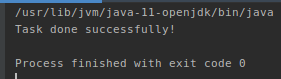 /usr/lib/jvm/java-11-openjdk/bin/java
Task done successfully!
Process finished with exit code 0